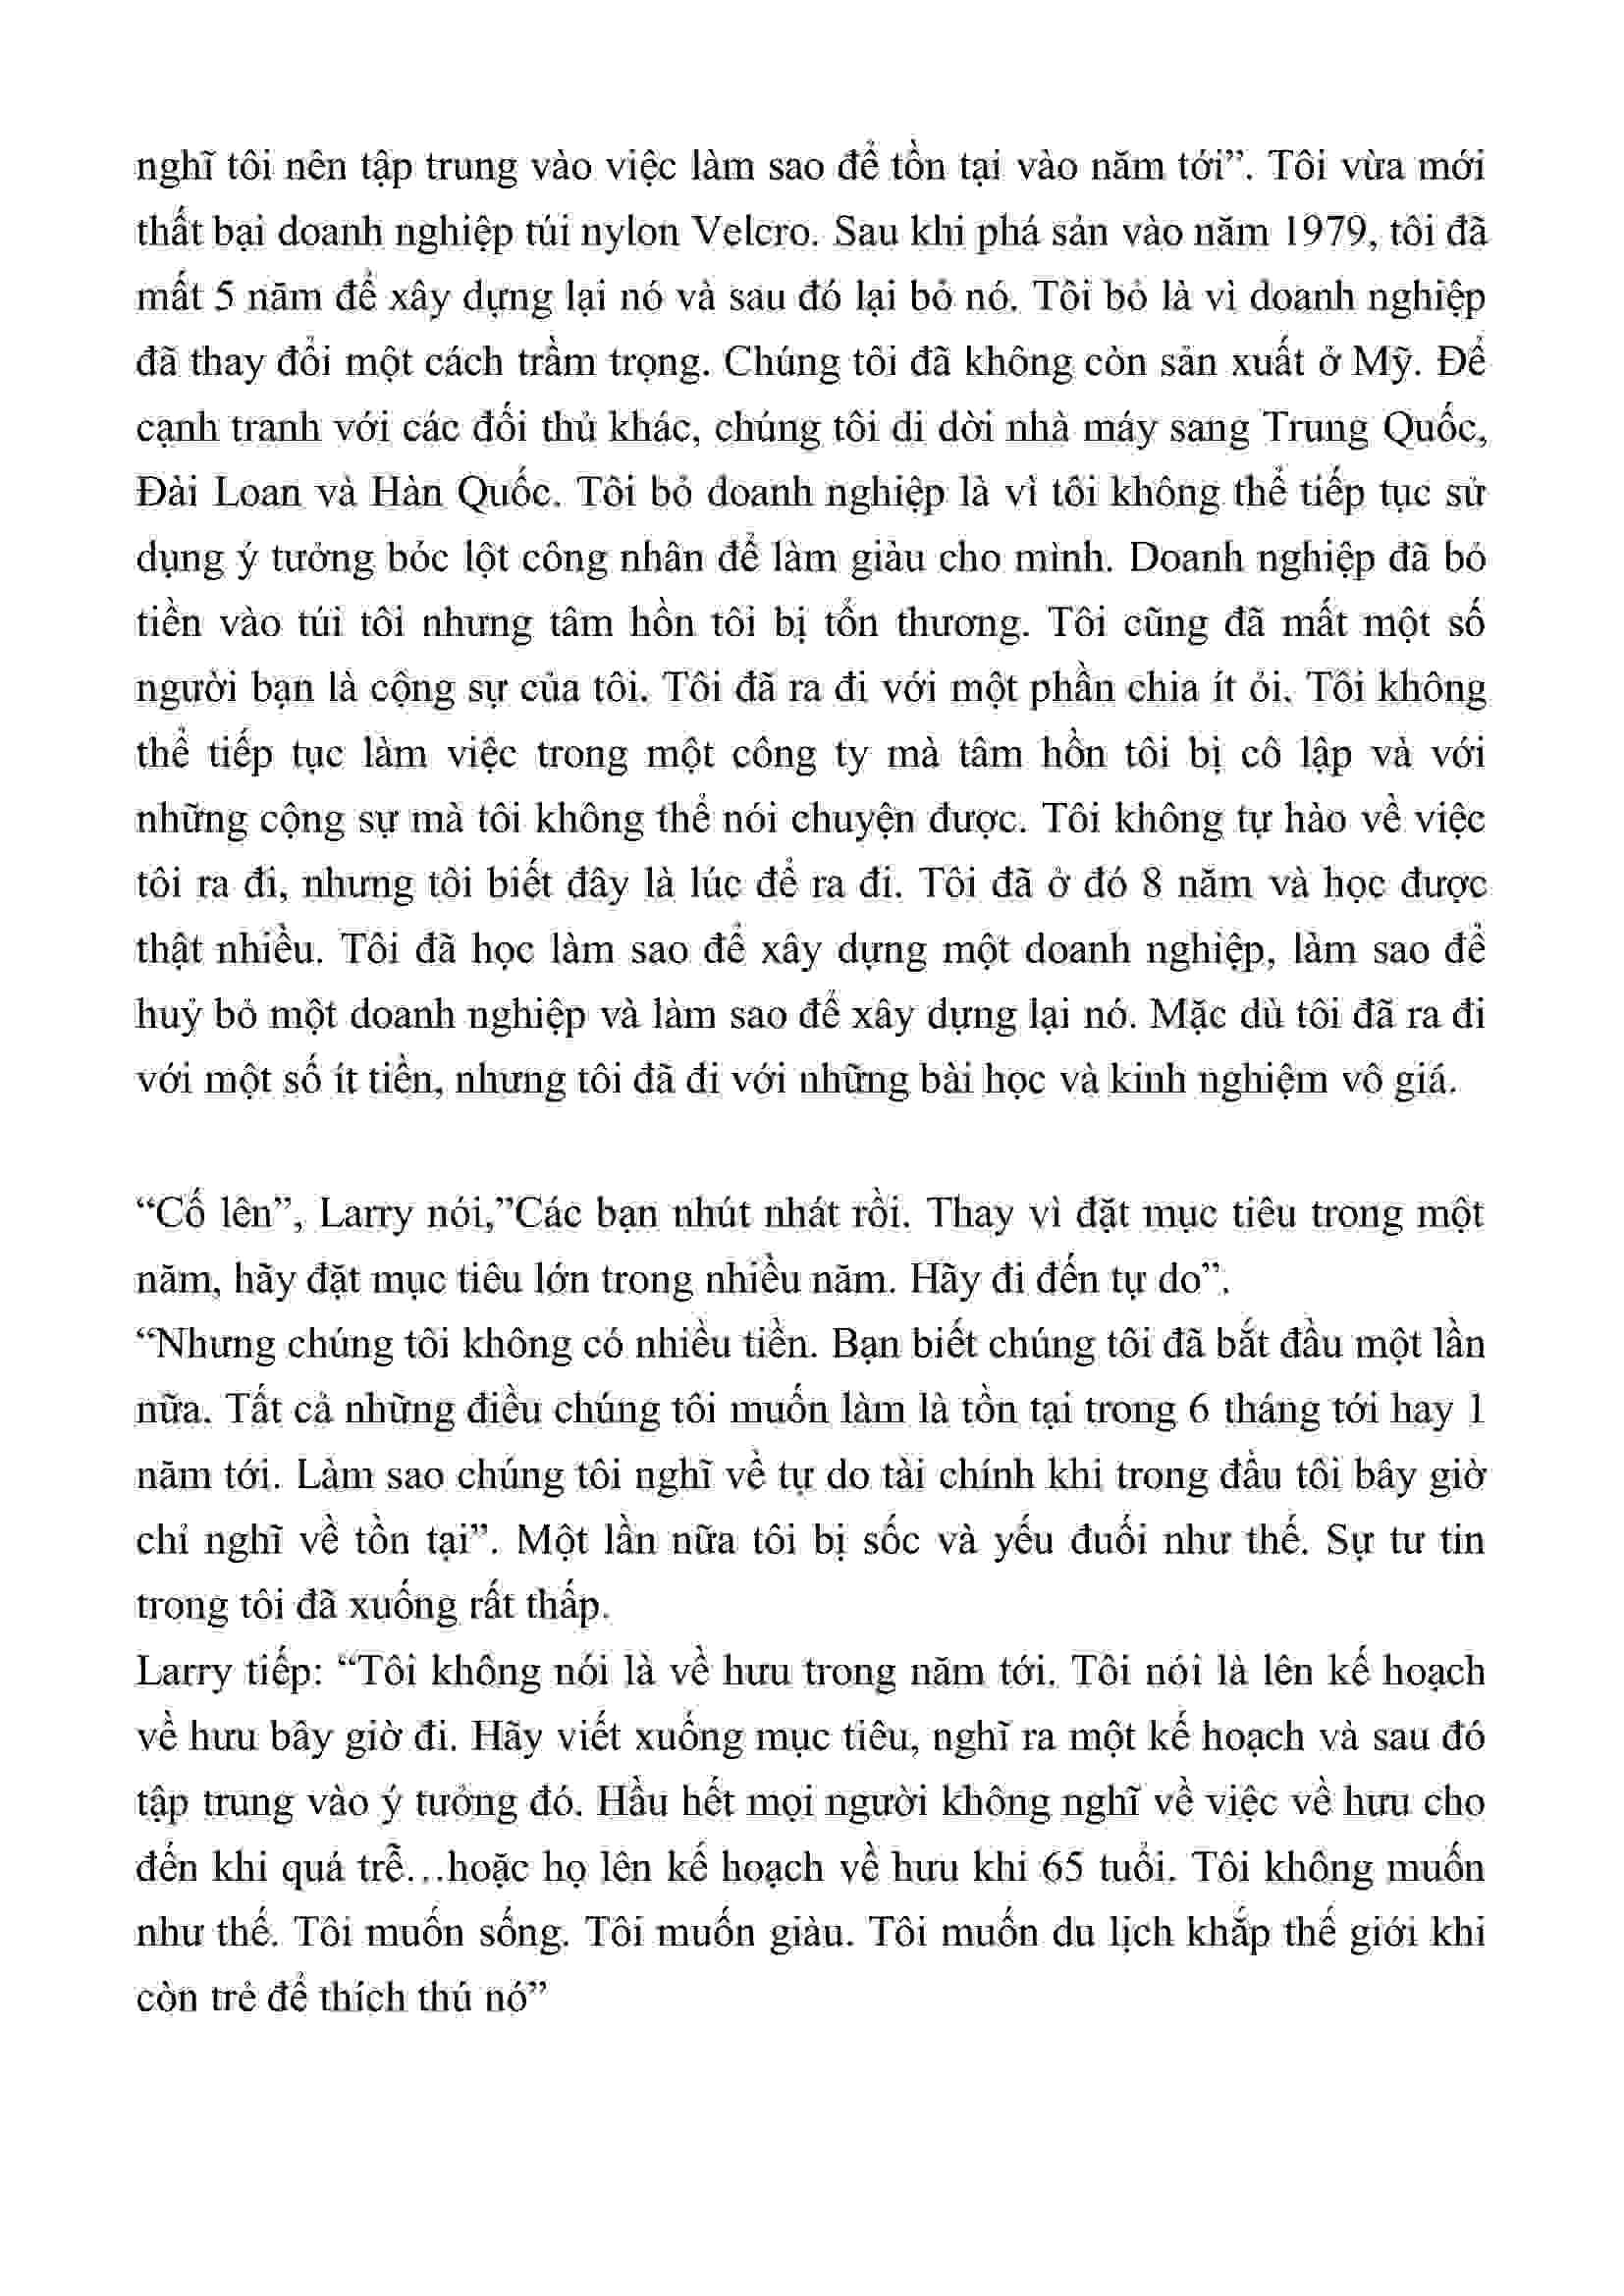 nghĩ tôi nên tập trung vào việc làm sao để tồn tại vào năm tới”. Tôi vừa mới
thất bại doanh nghiệp túi nylon Velcro. Sau khi phá sản vào năm 1979, tôi đã
mất 5 năm để xây dựng lại nó và sau đó lại bỏ nó. Tôi bỏ là vì doanh nghiệp
đã thay đổi một cách trầm trọng. Chúng tôi đã không còn sản xuất ở Mỹ. Để
cạnh tranh với các đối thủ khác, chúng tôi di dời nhà máy sang Trung Quốc,
Đài Loan và Hàn Quốc. Tôi bỏ doanh nghiệp là vì tôi không thể tiếp tục sử
dụng ý tưởng bóc lột công nhân để làm giàu cho mình. Doanh nghiệp đã bỏ
tiền vào túi tôi nhưng tâm hồn tôi bị tổn thương. Tôi cũng đã mất một số
người bạn là cộng sự của tôi. Tôi đã ra đi với một phần chia ít ỏi. Tôi không
thể tiếp tục làm việc trong một công ty mà tâm hồn tôi bị cô lập và với
những cộng sự mà tôi không thể nói chuyện được. Tôi không tự hào về việc
tôi ra đi, nhưng tôi biết đây là lúc để ra đi. Tôi đã ở đó 8 năm và học được
thật nhiều. Tôi đã học làm sao để xây dựng một doanh nghiệp, làm sao để
huỷ bỏ một doanh nghiệp và làm sao để xây dựng lại nó. Mặc dù tôi đã ra đi
với một số ít tiền, nhưng tôi đã đi với những bài học và kinh nghiệm vô giá.
“Cố lên”, Larry nói,”Các bạn nhút nhát rồi. Thay vì đặt mục tiêu trong một
năm, hãy đặt mục tiêu lớn trong nhiều năm. Hãy đi đến tự do”.
“Nhưng chúng tôi không có nhiều tiền. Bạn biết chúng tôi đã bắt đầu một lần
nữa. Tất cả những điều chúng tôi muốn làm là tồn tại trong 6 tháng tới hay 1
năm tới. Làm sao chúng tôi nghĩ về tự do tài chính khi trong đầu tôi bây giờ
chỉ nghĩ về tồn tại”. Một lần nữa tôi bị sốc và yếu đuối như thế. Sự tư tin
trong tôi đã xuống rất thấp.
Larry tiếp: “Tôi không nói là về hưu trong năm tới. Tôi nói là lên kế hoạch
về hưu bây giờ đi. Hãy viết xuống mục tiêu, nghĩ ra một kế hoạch và sau đó
tập trung vào ý tưởng đó. Hầu hết mọi người không nghĩ về việc về hưu cho
đến khi quá trễ…hoặc họ lên kế hoạch về hưu khi 65 tuổi. Tôi không muốn
như thế. Tôi muốn sống. Tôi muốn giàu. Tôi muốn du lịch khắp thế giới khi
còn trẻ để thích thú nó”